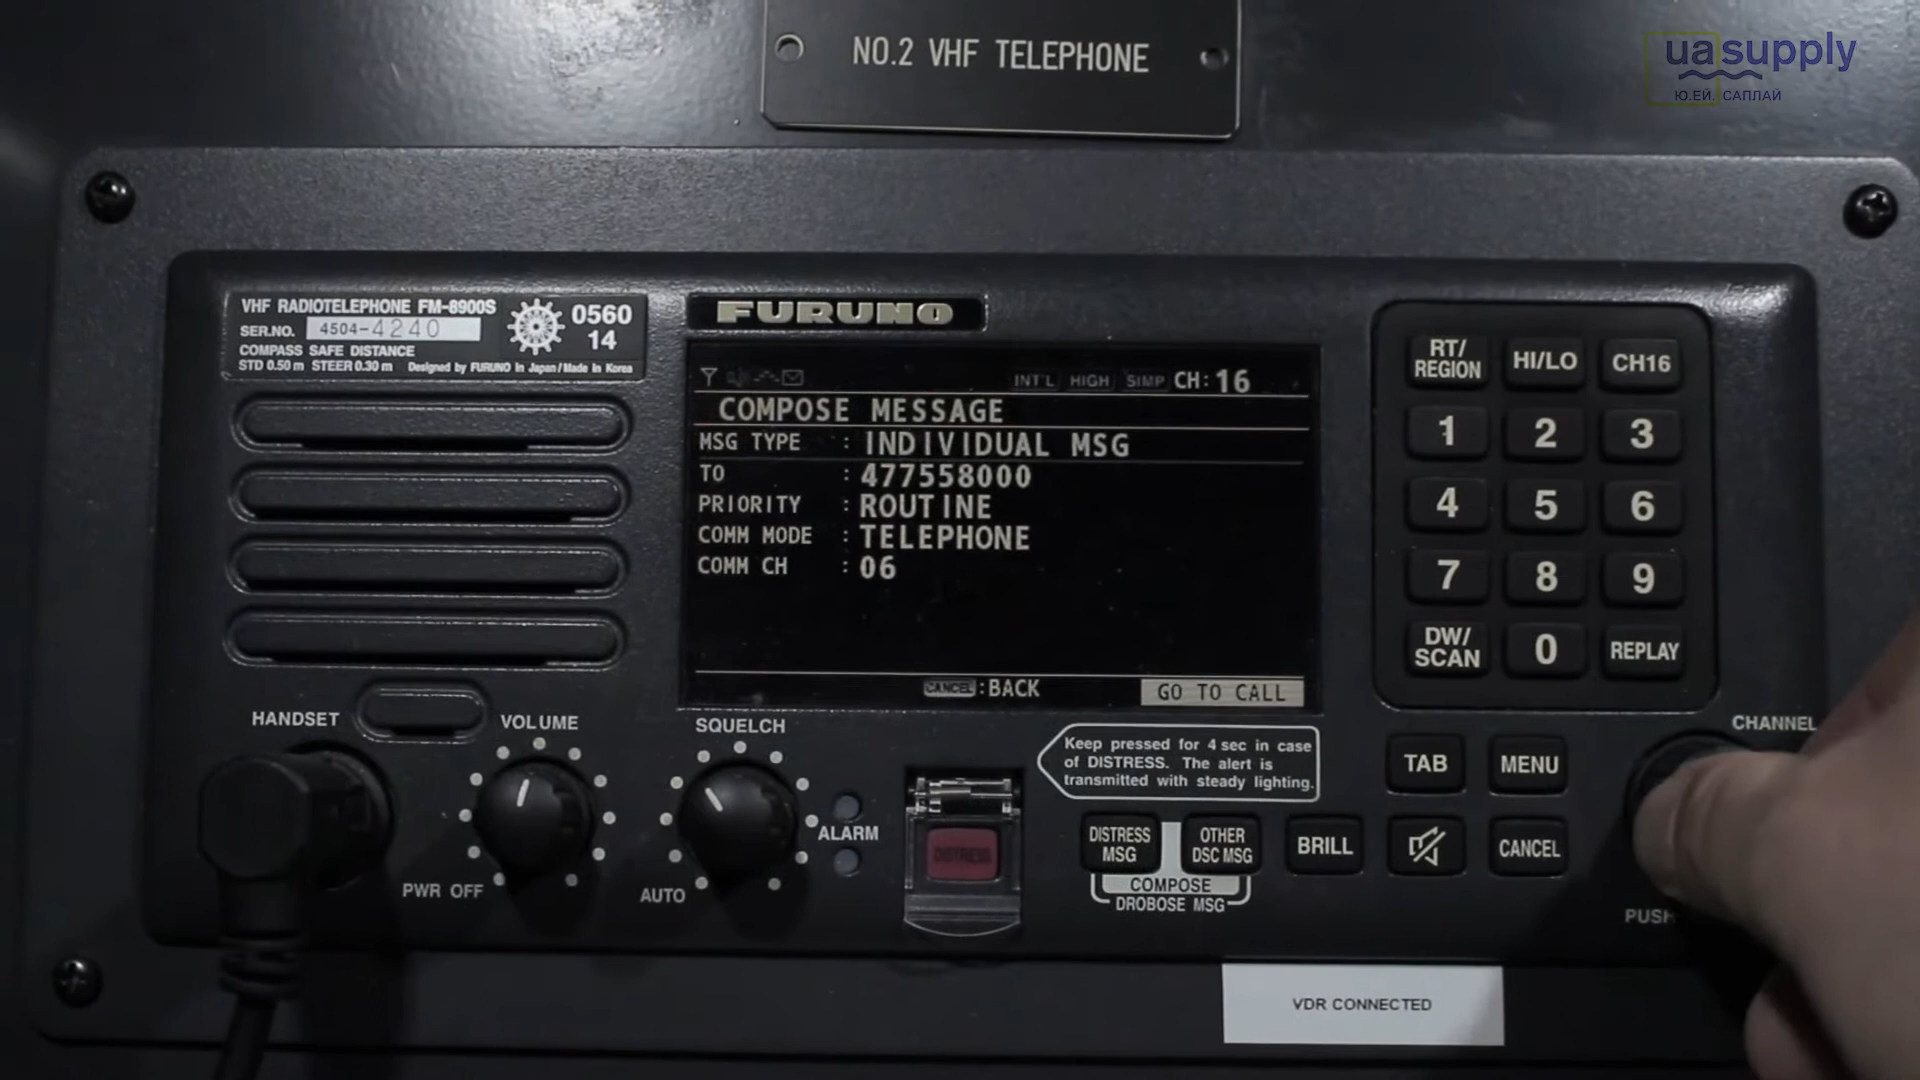 NO.2 VHF TELEPHONE
uasupply
Ю.ЕЙ. САПЛАЙ
VHF RADIOTELEPHONE FM-8900S
SER.NO. 4504-4240
COMPASS SAFE DISTANCE
STD 0.50 m STEER 0.30 m Designed by FURUNO In Japan/Made in Korea
0560
14
FURUNO
INT'L HIGH SIMP CH:16
COMPOSE MESSAGE
MSG TYPE : INDIVIDUAL MSG
TO : 477558000
PRIORITY : ROUTINE
COMM MODE : TELEPHONE
COMM CH : 06
CANCEL :BACK
GO TO CALL
RT/
REGION
HI/LO
CH16
1 2 3
4 5 6
7 8 9
DW/
SCAN
0
REPLAY
HANDSET
VOLUME
PWR OFF
SQUELCH
AUTO
ALARM
DISTRESS
Keep pressed for 4 sec in case
of DISTRESS. The alert is
transmitted with steady lighting.
DISTRESS
MSG
OTHER
DSC MSG
COMPOSE
DROBOSE MSG
BRILL
TAB
MENU
CANCEL
CHANNEL
PUSH
VDR CONNECTED